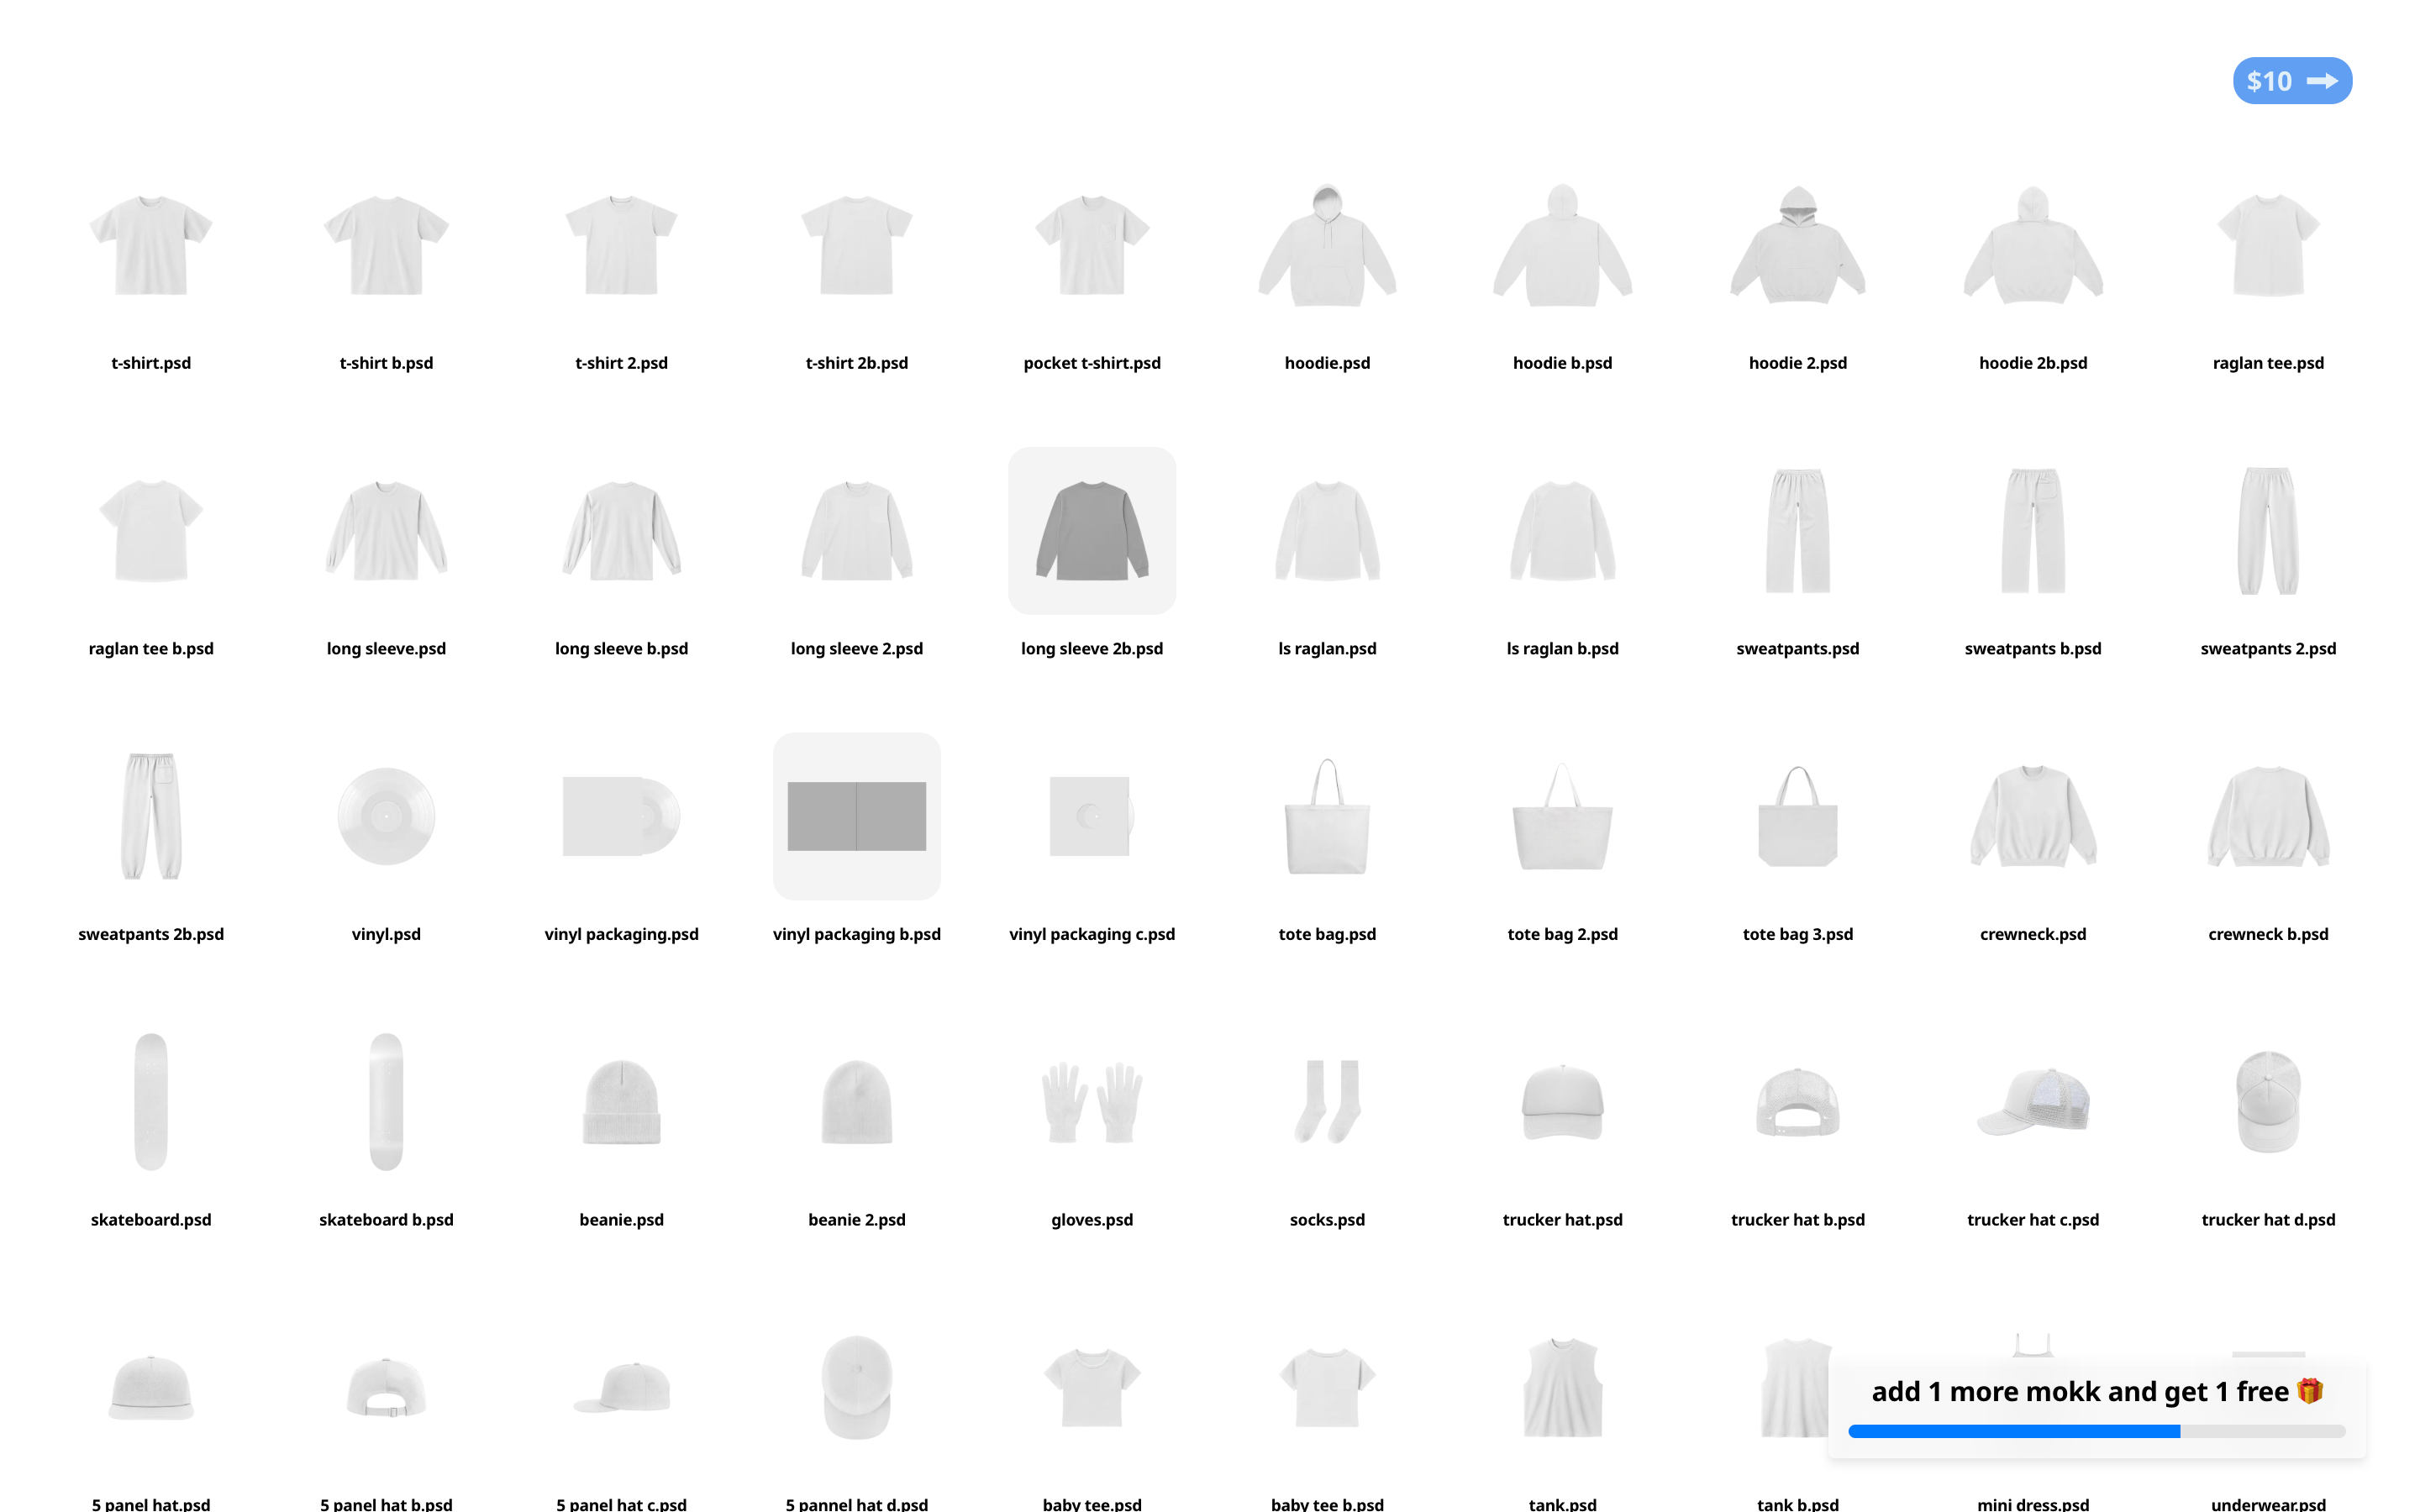 $10
t-shirt.psd
t-shirt b.psd
t-shirt 2.psd
t-shirt 2b.psd
pocket t-shirt.psd
hoodie.psd
hoodie b.psd
hoodie 2.psd
hoodie 2b.psd
raglan tee.psd
raglan tee b.psd
long sleeve.psd
long sleeve b.psd
long sleeve 2.psd
long sleeve 2b.psd
ls raglan.psd
ls raglan b.psd
sweatpants.psd
sweatpants b.psd
sweatpants 2.psd
sweatpants 2b.psd
vinyl.psd
vinyl packaging.psd
vinyl packaging b.psd
vinyl packaging c.psd
tote bag.psd
tote bag 2.psd
tote bag 3.psd
crewneck.psd
crewneck b.psd
skateboard.psd
skateboard b.psd
beanie.psd
beanie 2.psd
gloves.psd
socks.psd
trucker hat.psd
trucker hat b.psd
trucker hat c.psd
trucker hat d.psd
add 1 more mokk and get 1 free
5 panel hat.psd
5 panel hat b.psd
5 panel hat c.psd
5 pannel hat d.psd
baby tee.psd
baby tee b.psd
tank.psd
tank b.psd
mini dress.psd
underwear.psd